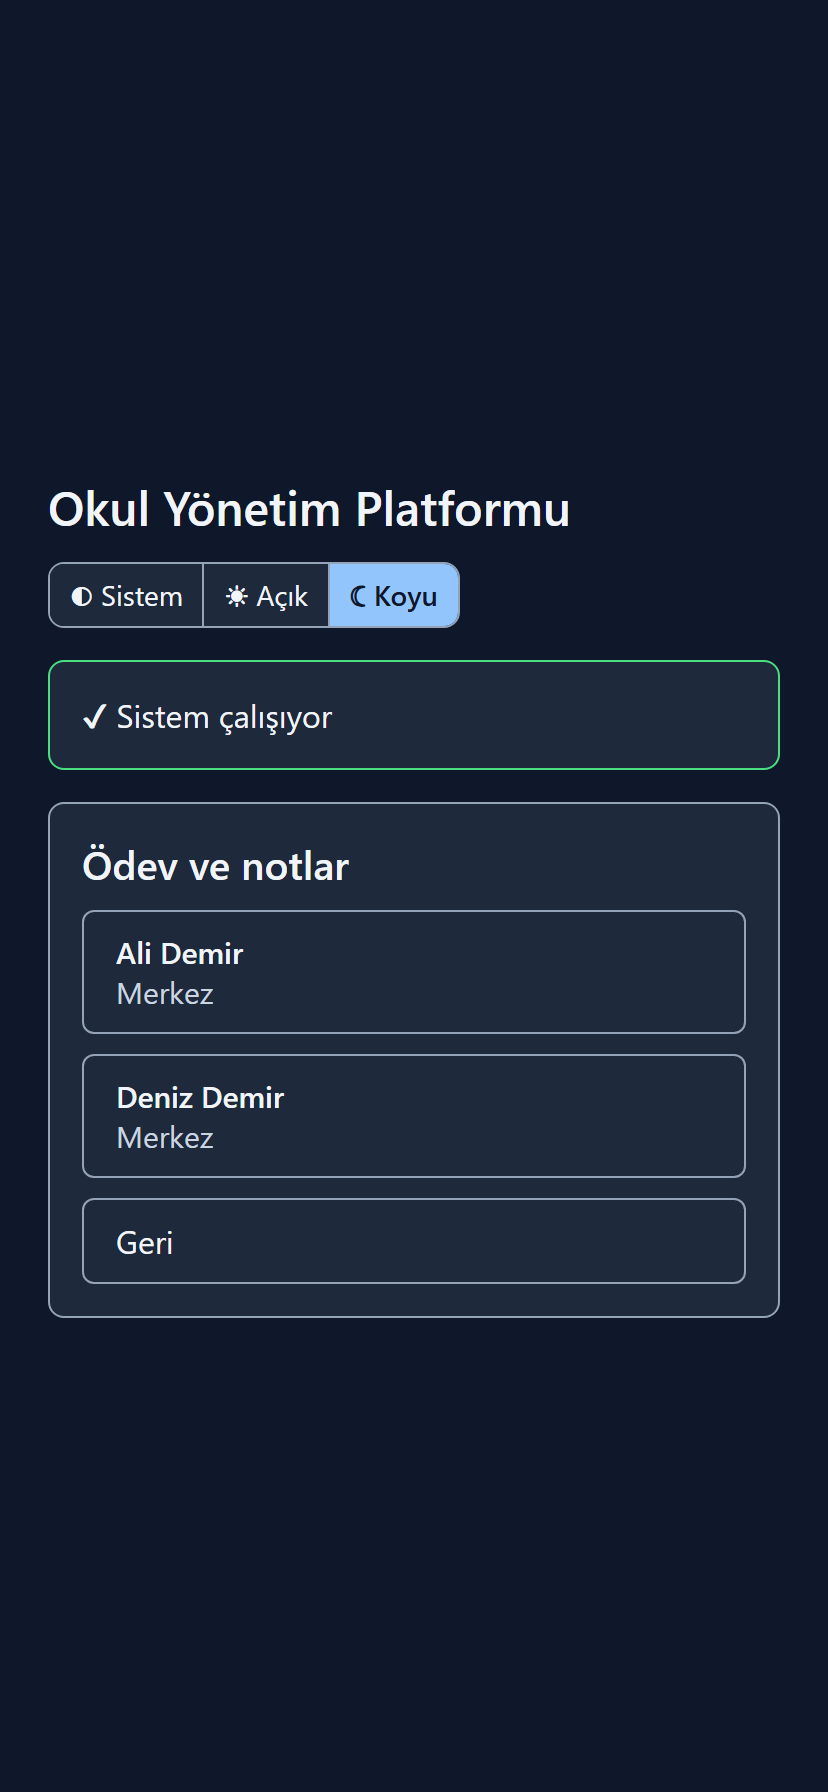 Okul Yönetim Platformu
Sistem Açık Koyu
Sistem çalışıyor
Ödev ve notlar
Ali Demir
Merkez
Deniz Demir
Merkez
Geri